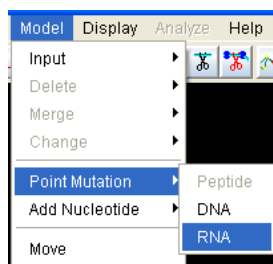 Model Display Analyze Help
Input
Delete
Merge
Change
Point Mutation Peptide
Add Nucleotide DNA
RNA
Move